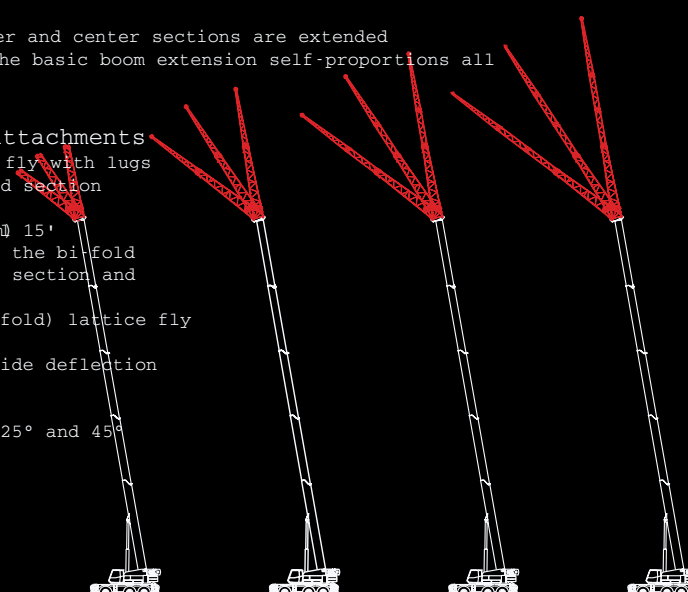 er and center sections are extended
he basic boom extension self-proportions all
ttachments
fly with lugs
d section
) 15'
the bi-fold
section and
fold) lattice fly
ide deflection
25° and 45°